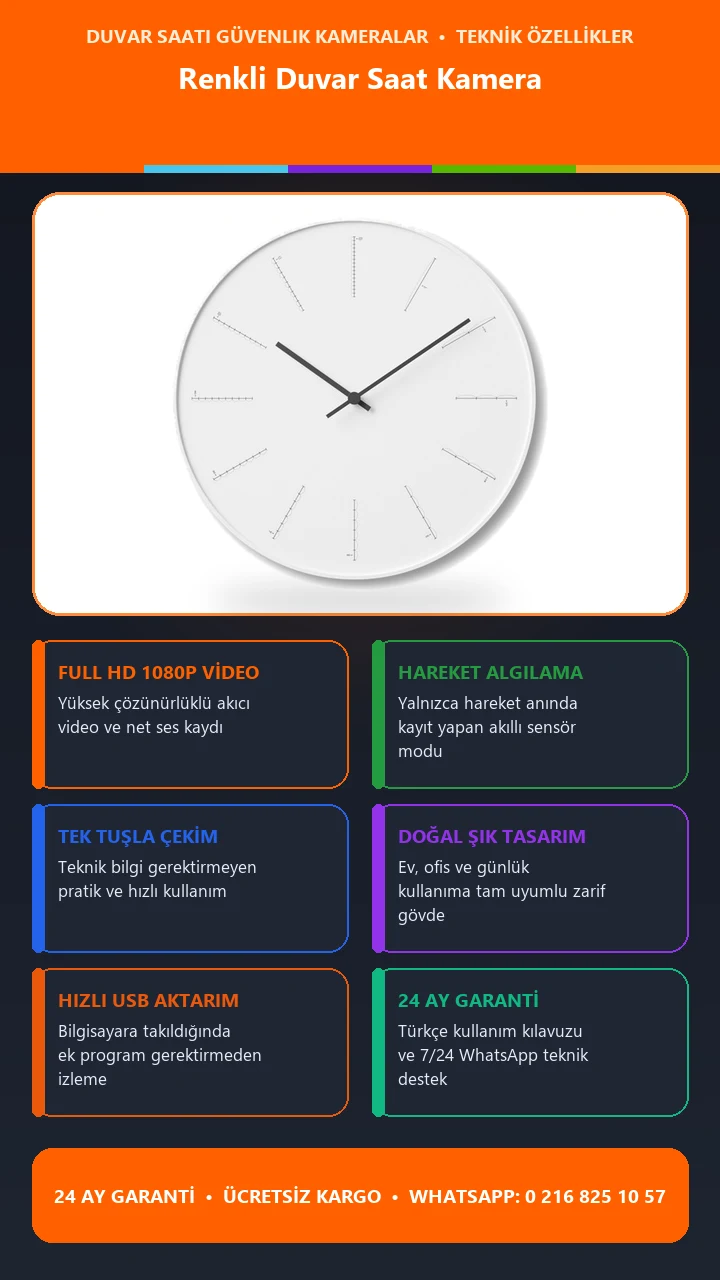 DUVAR SAATI GÜVENLIK KAMERALAR • TEKNİK ÖZELLİKLER
Renkli Duvar Saat Kamera
FULL HD 1080P VİDEO
Yüksek çözünürlüklü akıcı
video ve net ses kaydı
HAREKET ALGILAMA
Yalnızca hareket anında
kayıt yapan akıllı sensör
modu
TEK TUŞLA ÇEKİM
Teknik bilgi gerektirmeyen
pratik ve hızlı kullanım
DOĞAL ŞIK TASARIM
Ev, ofis ve günlük
kullanıma tam uyumlu zarif
gövde
HIZLI USB AKTARIM
Bilgisayara takıldığında
ek program gerektirmeden
izleme
24 AY GARANTİ
Türkçe kullanım kılavuzu
ve 7/24 WhatsApp teknik
destek
24 AY GARANTİ • ÜCRETSİZ KARGO • WHATSAPP: 0 216 825 10 57